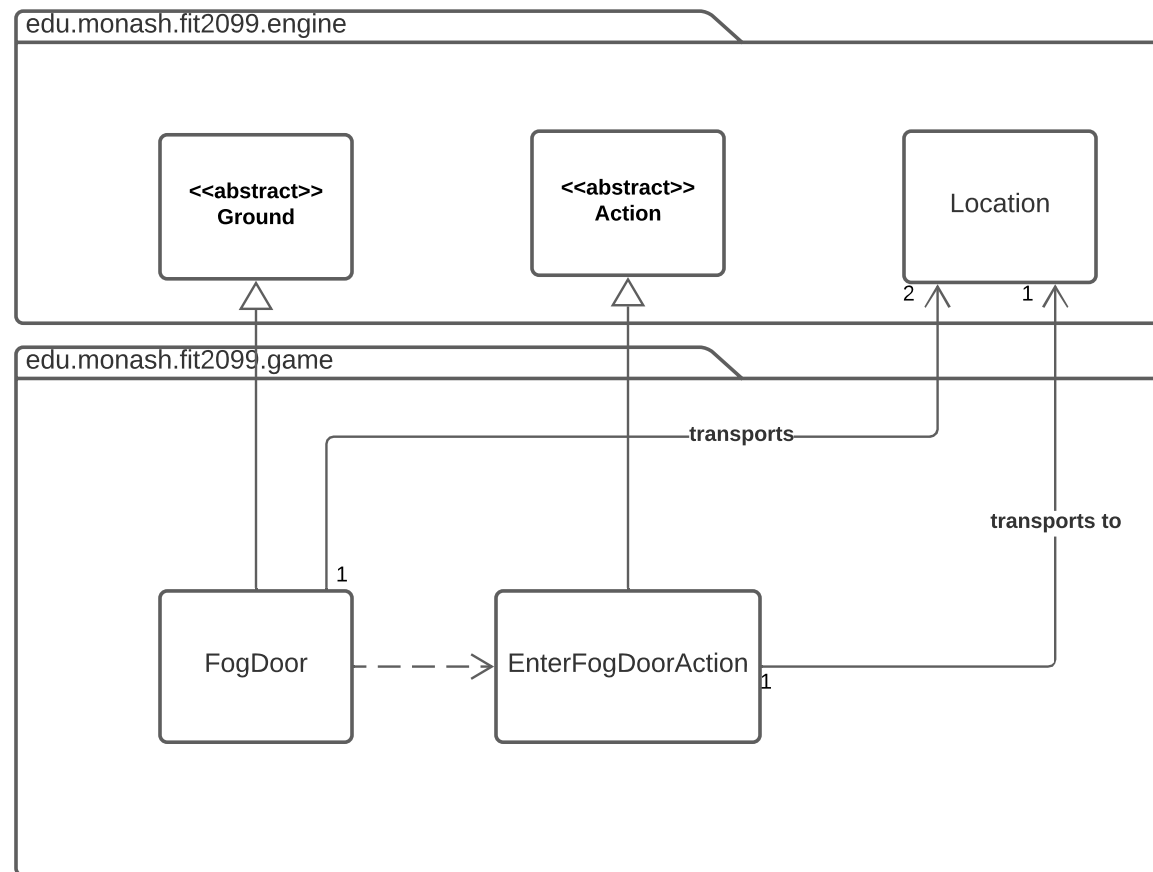 edu.monash.fit2099.engine
<<abstract>>
Ground
<<abstract>>
Action
Location
2
1
edu.monash.fit2099.game
transports
transports to
1
FogDoor
EnterFogDoorAction
1